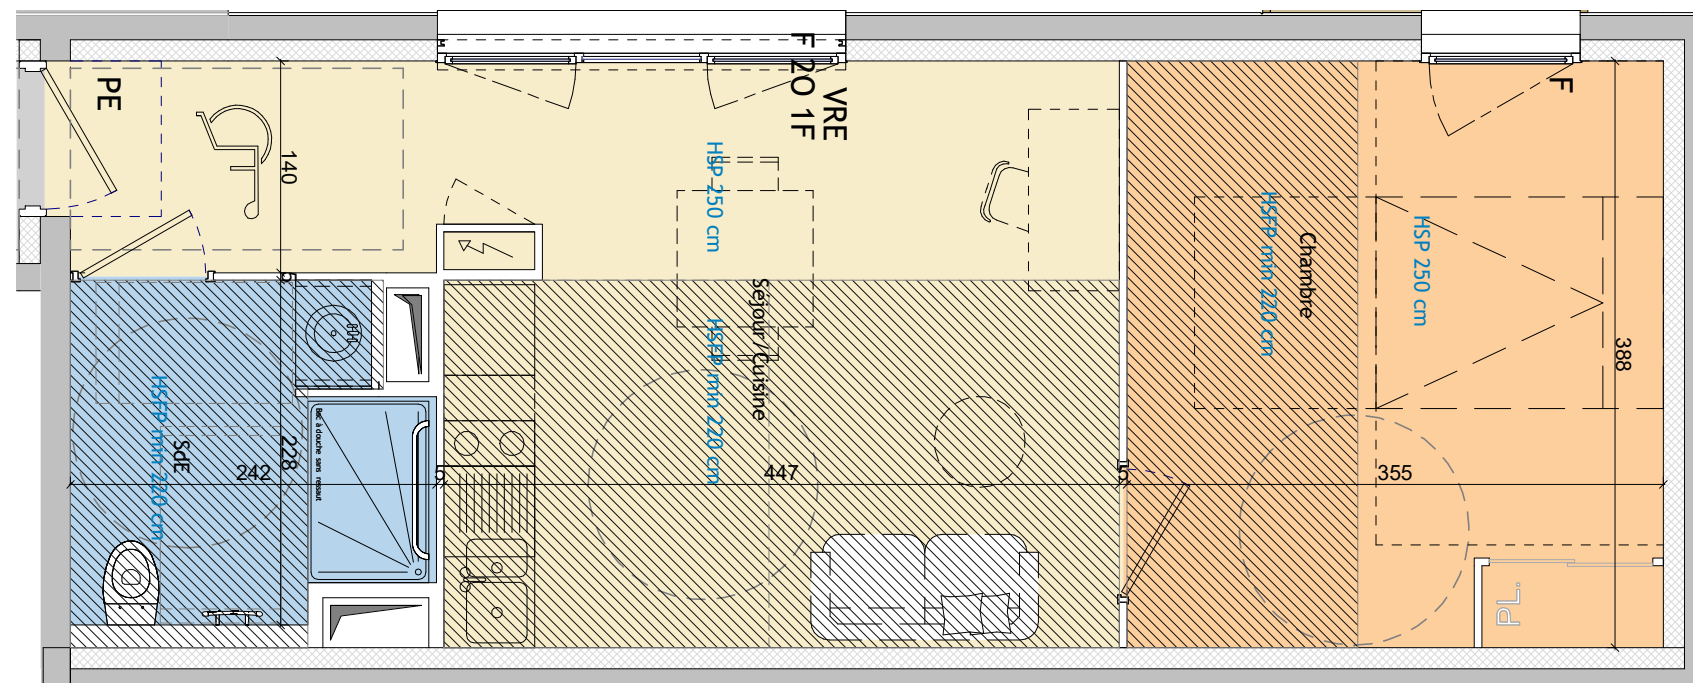 PE
F 2O 1F
VRE
F
140
HSP 250 cm
HSFP min 220 cm
Chambre
HSP 250 cm
5
Séjour/Cuisine
HSFP min 220 cm
388
HSFP min 220 cm
SdE
228
Bac à douche sans ressaut
242
5
447
5
355
PL.